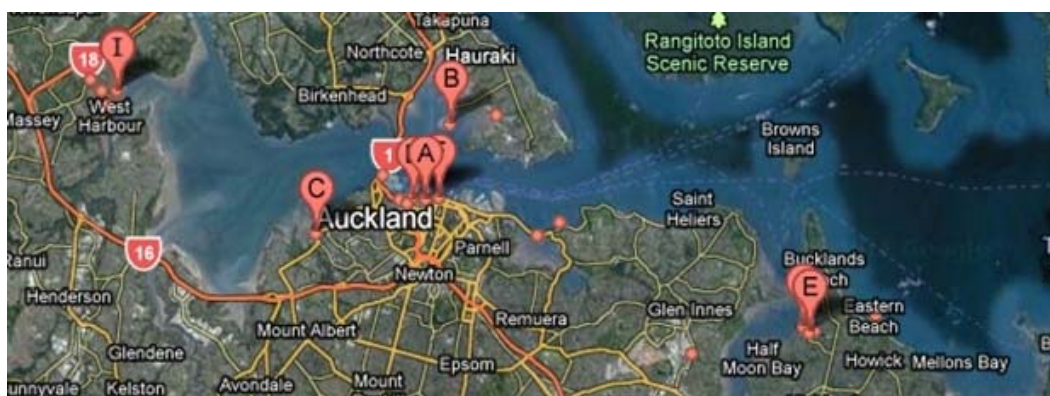 Takapuna
Northcote
Hauraki
Rangitoto Island
Scenic Reserve
18
I
B
Birkenhead
West
Harbour
Massey
Browns
Island
1
A
C
Auckland
Saint
Heliers
16
Parnell
Ranui
Newton
Bucklands
E
Henderson
Glen Innes
Eastern
Beach
Remuera
Mount Albert
Glendene
Epsom
Half
Moon Bay
Howick
Mellons Bay
Kelston
Avondale
Mount